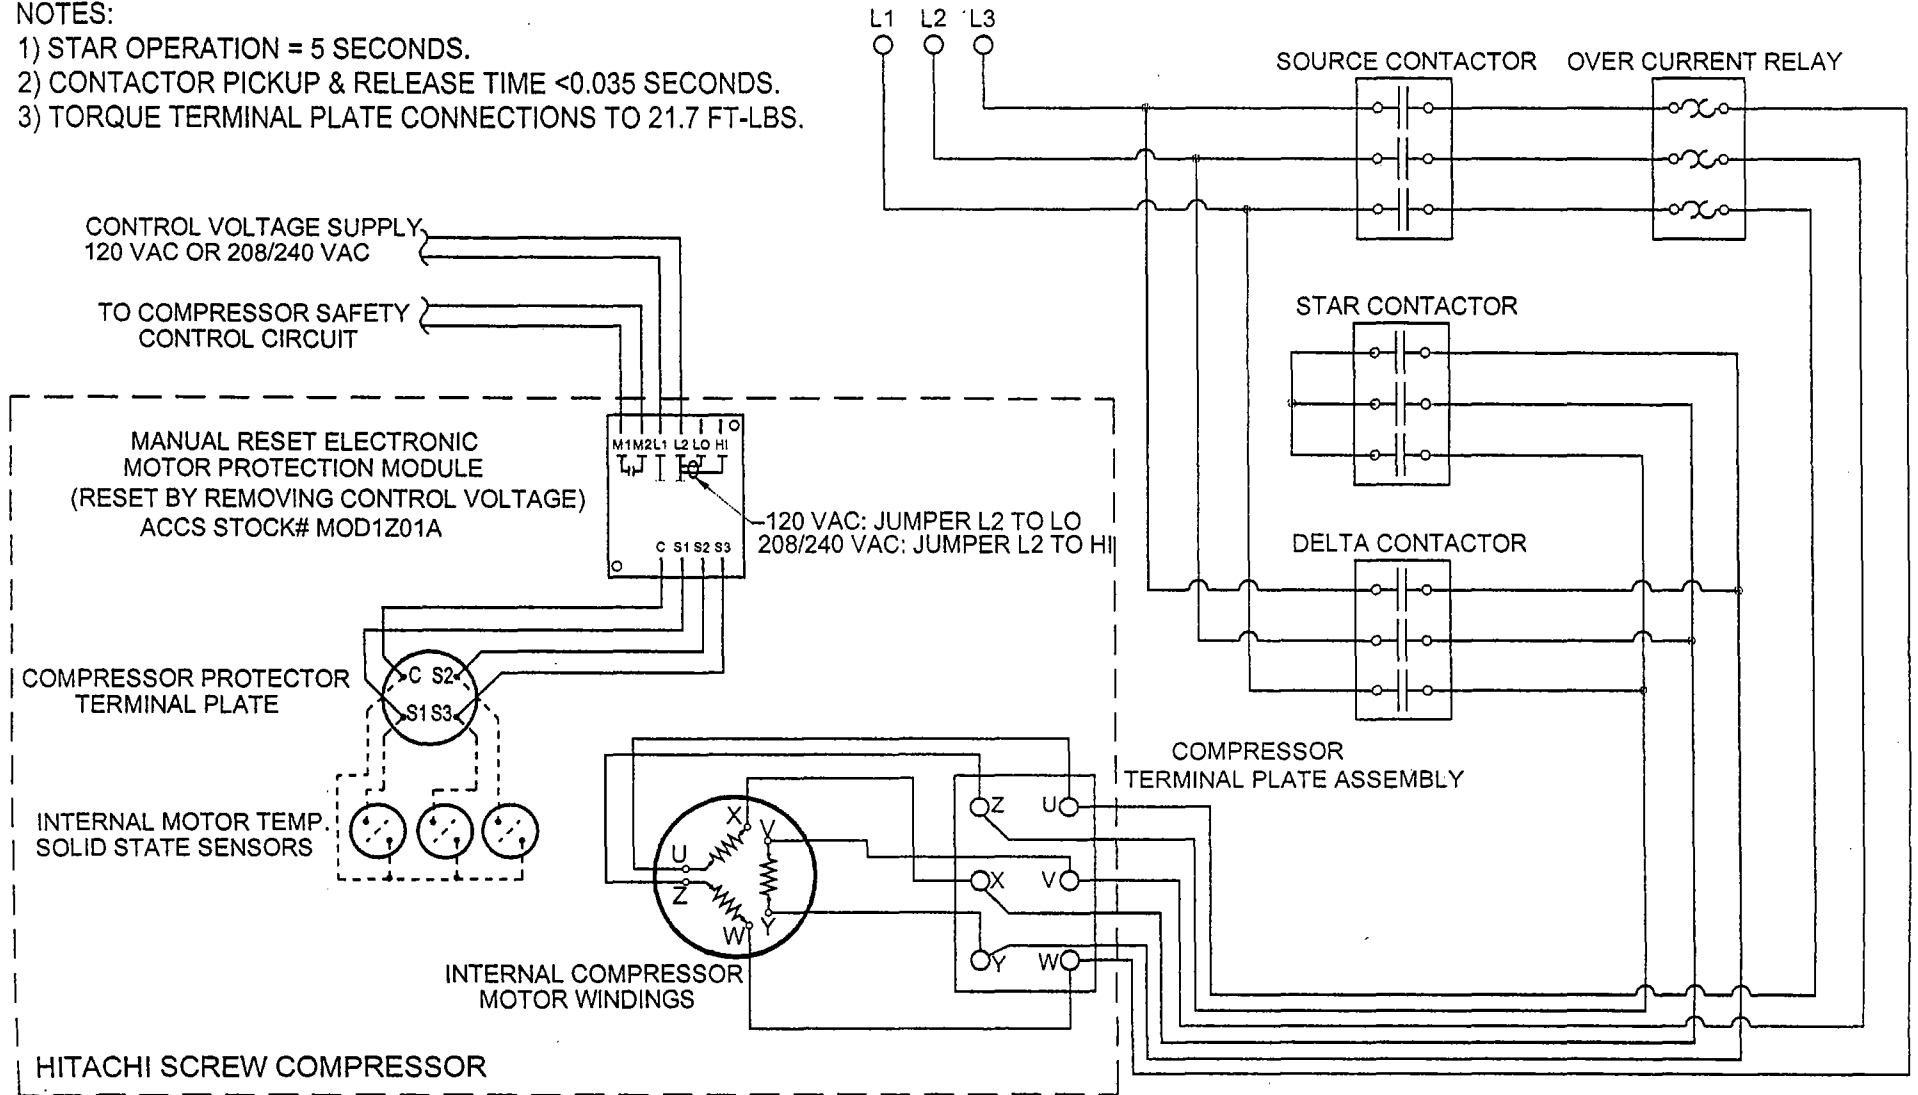 NOTES:
1) STAR OPERATION = 5 SECONDS.
2) CONTACTOR PICKUP & RELEASE TIME <0.035 SECONDS.
3) TORQUE TERMINAL PLATE CONNECTIONS TO 21.7 FT-LBS.
L1 L2 L3
SOURCE CONTACTOR
OVER CURRENT RELAY
CONTROL VOLTAGE SUPPLY
120 VAC OR 208/240 VAC
TO COMPRESSOR SAFETY
CONTROL CIRCUIT
STAR CONTACTOR
MANUAL RESET ELECTRONIC
MOTOR PROTECTION MODULE
(RESET BY REMOVING CONTROL VOLTAGE)
ACCS STOCK# MOD1Z01A
M1 M2 L1 L2 LO HI
120 VAC: JUMPER L2 TO LO
208/240 VAC: JUMPER L2 TO HI
C S1 S2 S3
DELTA CONTACTOR
COMPRESSOR PROTECTOR
TERMINAL PLATE
C S2
S1 S3
COMPRESSOR
TERMINAL PLATE ASSEMBLY
INTERNAL MOTOR TEMP.
SOLID STATE SENSORS
X V
U
Z
W Y
Z U
X V
Y W
INTERNAL COMPRESSOR
MOTOR WINDINGS
HITACHI SCREW COMPRESSOR